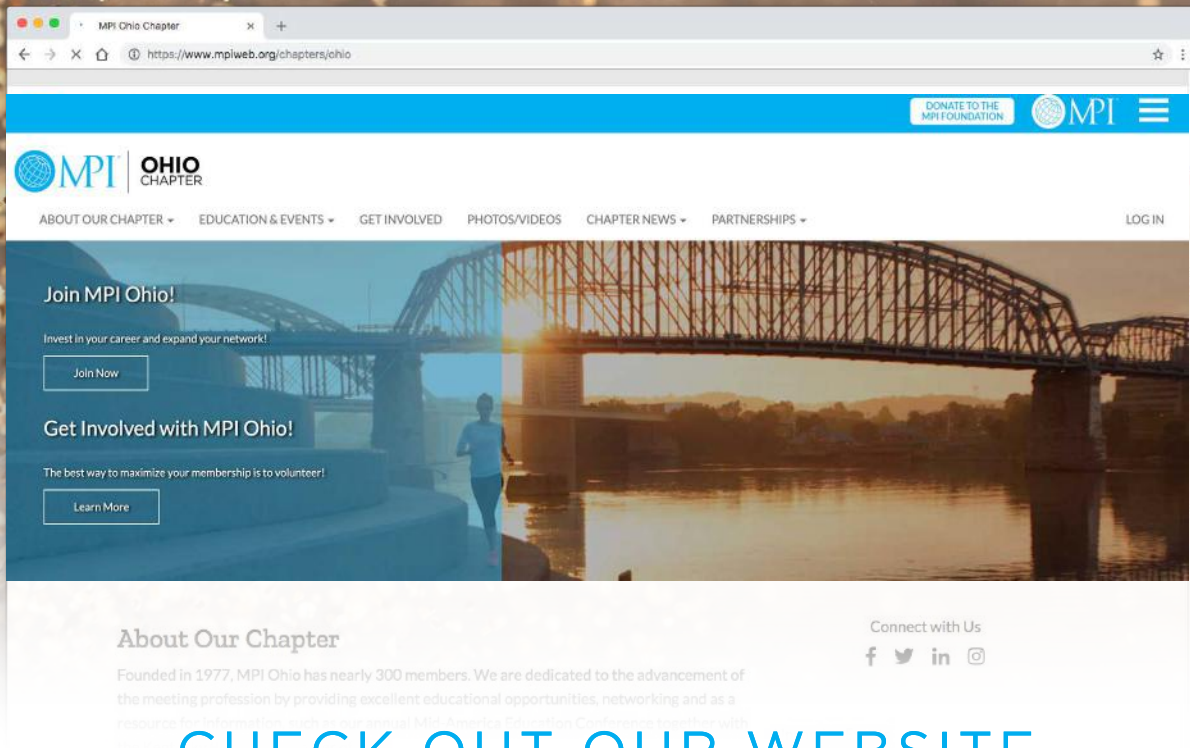 MPI Ohio Chapter
https://www.mpiweb.org/chapters/ohio
DONATE TO THE
MPI FOUNDATION
MPI
MPI
OHIO
CHAPTER
ABOUT OUR CHAPTER
EDUCATION & EVENTS
GET INVOLVED
PHOTOS/VIDEOS
CHAPTER NEWS
PARTNERSHIPS
LOG IN
Join MPI Ohio!
Invest in your career and expand your network!
Join Now
Get Involved with MPI Ohio!
The best way to maximize your membership is to volunteer!
Learn More
About Our Chapter
Founded in 1977, MPI Ohio has nearly 300 members. We are dedicated to the advancement of
the meeting profession by providing excellent educational opportunities, networking and as a
Connect with Us
CHECK OUT OUR WEBSITE